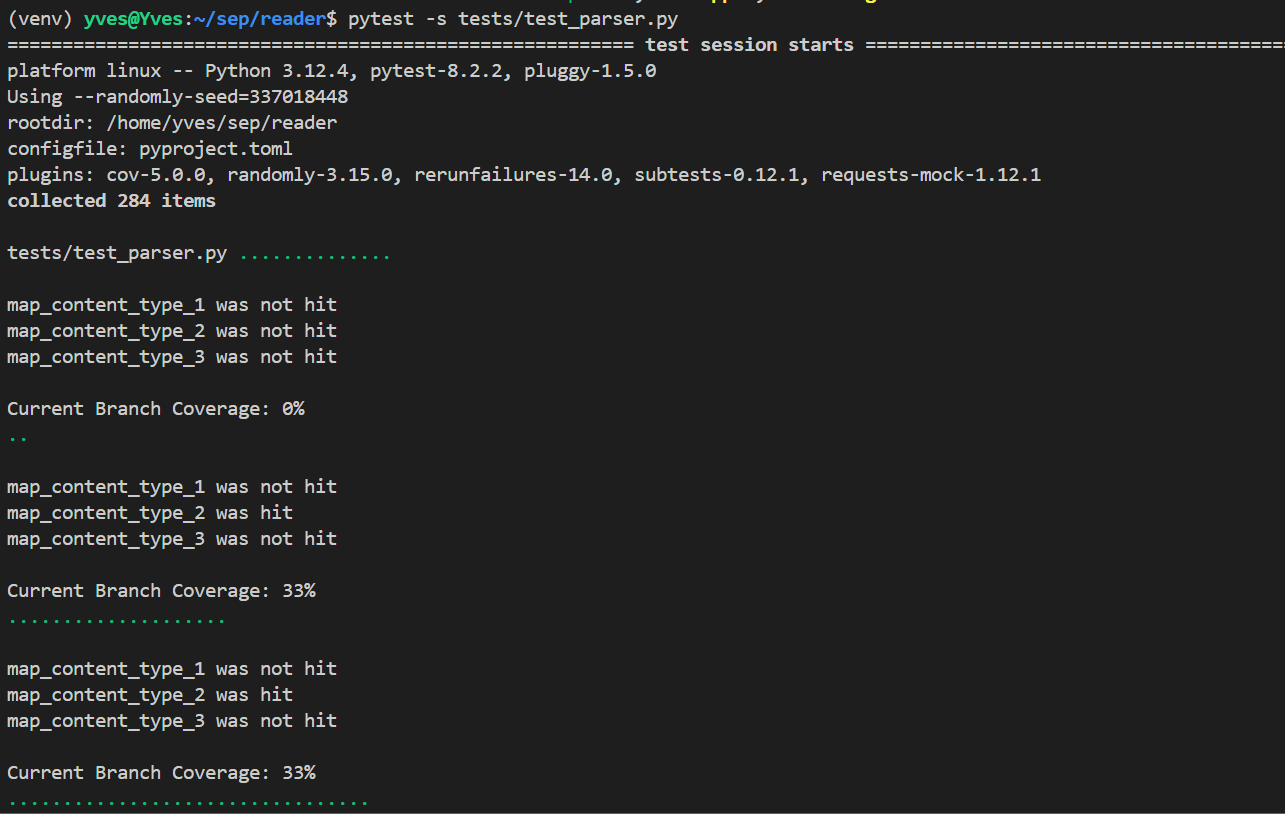 (venv) yves@Yves:~/sep/reader$ pytest -s tests/test_parser.py
========================================================= test session starts ======================================
platform linux -- Python 3.12.4, pytest-8.2.2, pluggy-1.5.0
Using --randomly-seed=337018448
rootdir: /home/yves/sep/reader
configfile: pyproject.toml
plugins: cov-5.0.0, randomly-3.15.0, rerunfailures-14.0, subtests-0.12.1, requests-mock-1.12.1
collected 284 items
tests/test_parser.py ..............
map_content_type_1 was not hit
map_content_type_2 was not hit
map_content_type_3 was not hit
Current Branch Coverage: 0%
..
map_content_type_1 was not hit
map_content_type_2 was hit
map_content_type_3 was not hit
Current Branch Coverage: 33%
....................
map_content_type_1 was not hit
map_content_type_2 was hit
map_content_type_3 was not hit
Current Branch Coverage: 33%
.................................